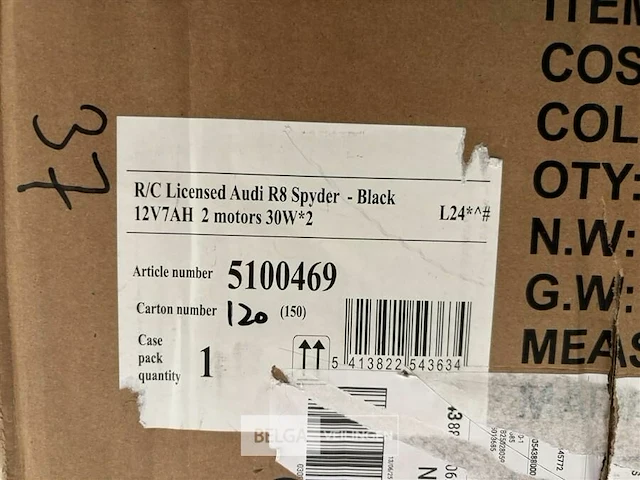 37
R/C Licensed Audi R8 Spyder - Black
12V7AH 2 motors 30W*2 L24*^#
Article number 5100469
Carton number 120 (150)
Case
pack
quantity 1
5 413822 543634
COS
COL
QTY:
N.W:
G.W:
MEAS
BELGA VEILINGEN